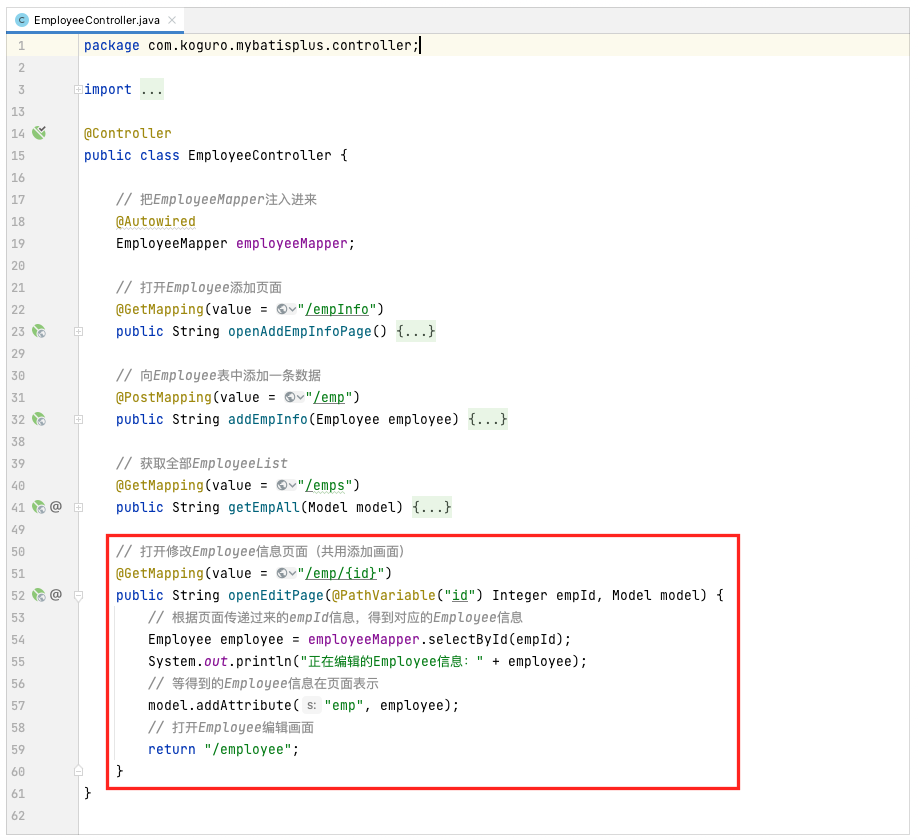 EmployeeController.java
1 package com.koguro.mybatisplus.controller;
2
3 import ...
13
14 @Controller
15 public class EmployeeController {
16
17 // 把EmployeeMapper注入进来
18 @Autowired
19 EmployeeMapper employeeMapper;
20
21 // 打开Employee添加页面
22 @GetMapping(value = "/empInfo")
23 public String openAddEmpInfoPage() {...}
29
30 // 向Employee表中添加一条数据
31 @PostMapping(value = "/emp")
32 public String addEmpInfo(Employee employee) {...}
38
39 // 获取全部EmployeeList
40 @GetMapping(value = "/emps")
41 @ public String getEmpAll(Model model) {...}
49
50 // 打开修改Employee信息页面（共用添加画面）
51 @GetMapping(value = "/emp/{id}")
52 @ public String openEditPage(@PathVariable("id") Integer empId, Model model) {
53 // 根据页面传递过来的empId信息，得到对应的Employee信息
54 Employee employee = employeeMapper.selectById(empId);
55 System.out.println("正在编辑的Employee信息：" + employee);
56 // 等得到的Employee信息在页面表示
57 model.addAttribute( s: "emp", employee);
58 // 打开Employee编辑画面
59 return "/employee";
60 }
61 }
62